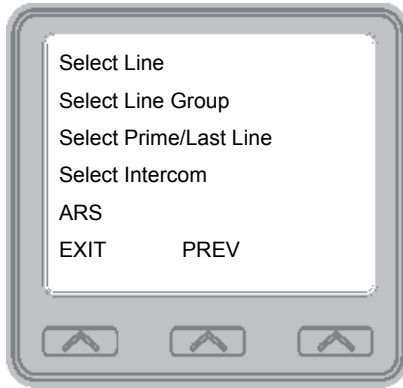 Select Line
Select Line Group
Select Prime/Last Line
Select Intercom
ARS
EXIT PREV